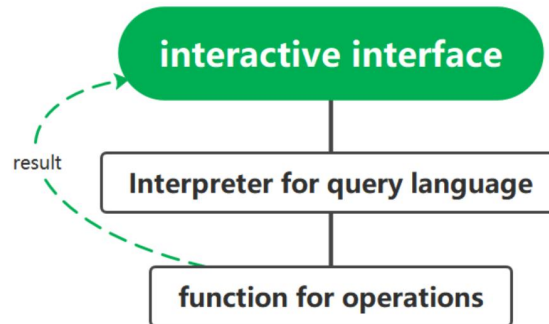 interactive interface
result
Interpreter for query language
function for operations